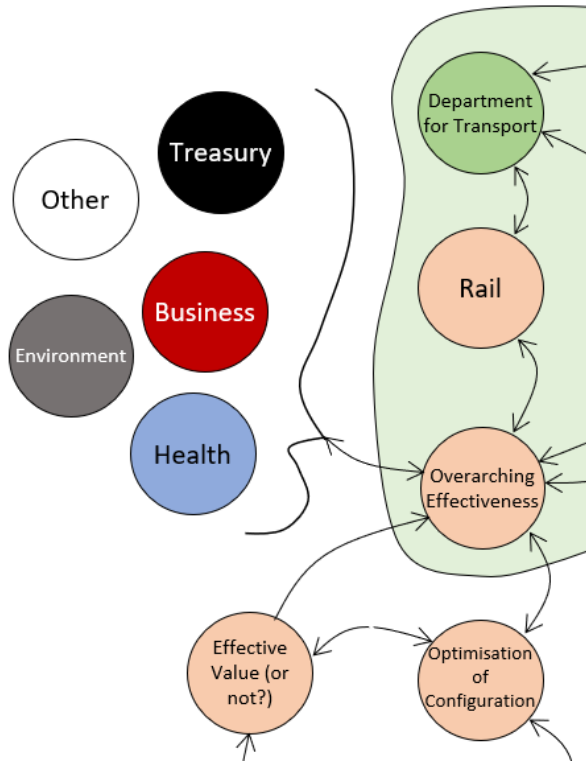 Department
for Transport
Treasury
Other
Rail
Business
Environment
Health
Overarching
Effectiveness
Effective
Value (or
not?)
Optimisation
of
Configuration